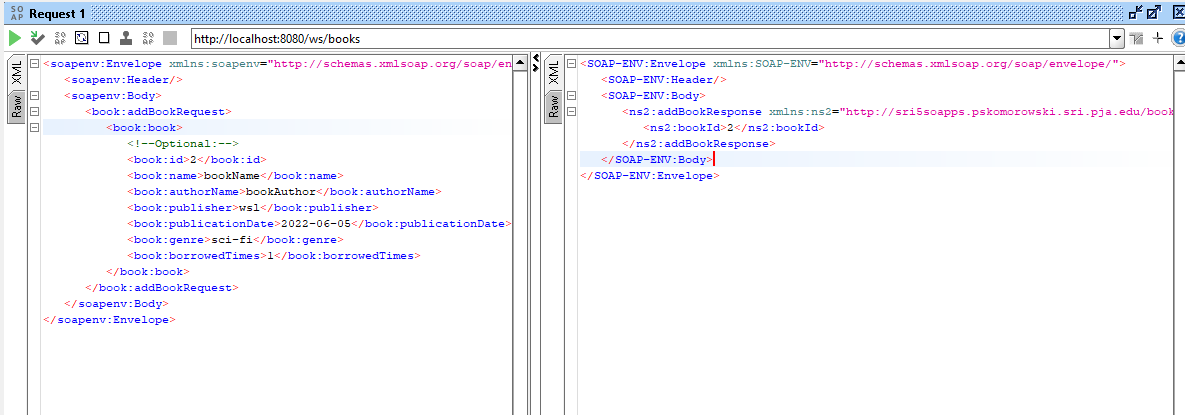 SO AP Request 1
SO AP SO AP http://localhost:8080/ws/books
XML
Raw
<soapenv:Envelope xmlns:soapenv="http://schemas.xmlsoap.org/soap/en
<soapenv:Header/>
<soapenv:Body>
<book:addBookRequest>
<book:book>
<!--Optional:-->
<book:id>2</book:id>
<book:name>bookName</book:name>
<book:authorName>bookAuthor</book:authorName>
<book:publisher>wsl</book:publisher>
<book:publicationDate>2022-06-05</book:publicationDate>
<book:genre>sci-fi</book:genre>
<book:borrowedTimes>1</book:borrowedTimes>
</book:book>
</book:addBookRequest>
</soapenv:Body>
</soapenv:Envelope>
XML
Raw
<SOAP-ENV:Envelope xmlns:SOAP-ENV="http://schemas.xmlsoap.org/soap/envelope/">
<SOAP-ENV:Header/>
<SOAP-ENV:Body>
<ns2:addBookResponse xmlns:ns2="http://sri5soapps.pskomorowski.sri.pja.edu/book
<ns2:bookId>2</ns2:bookId>
</ns2:addBookResponse>
</SOAP-ENV:Body>
</SOAP-ENV:Envelope>